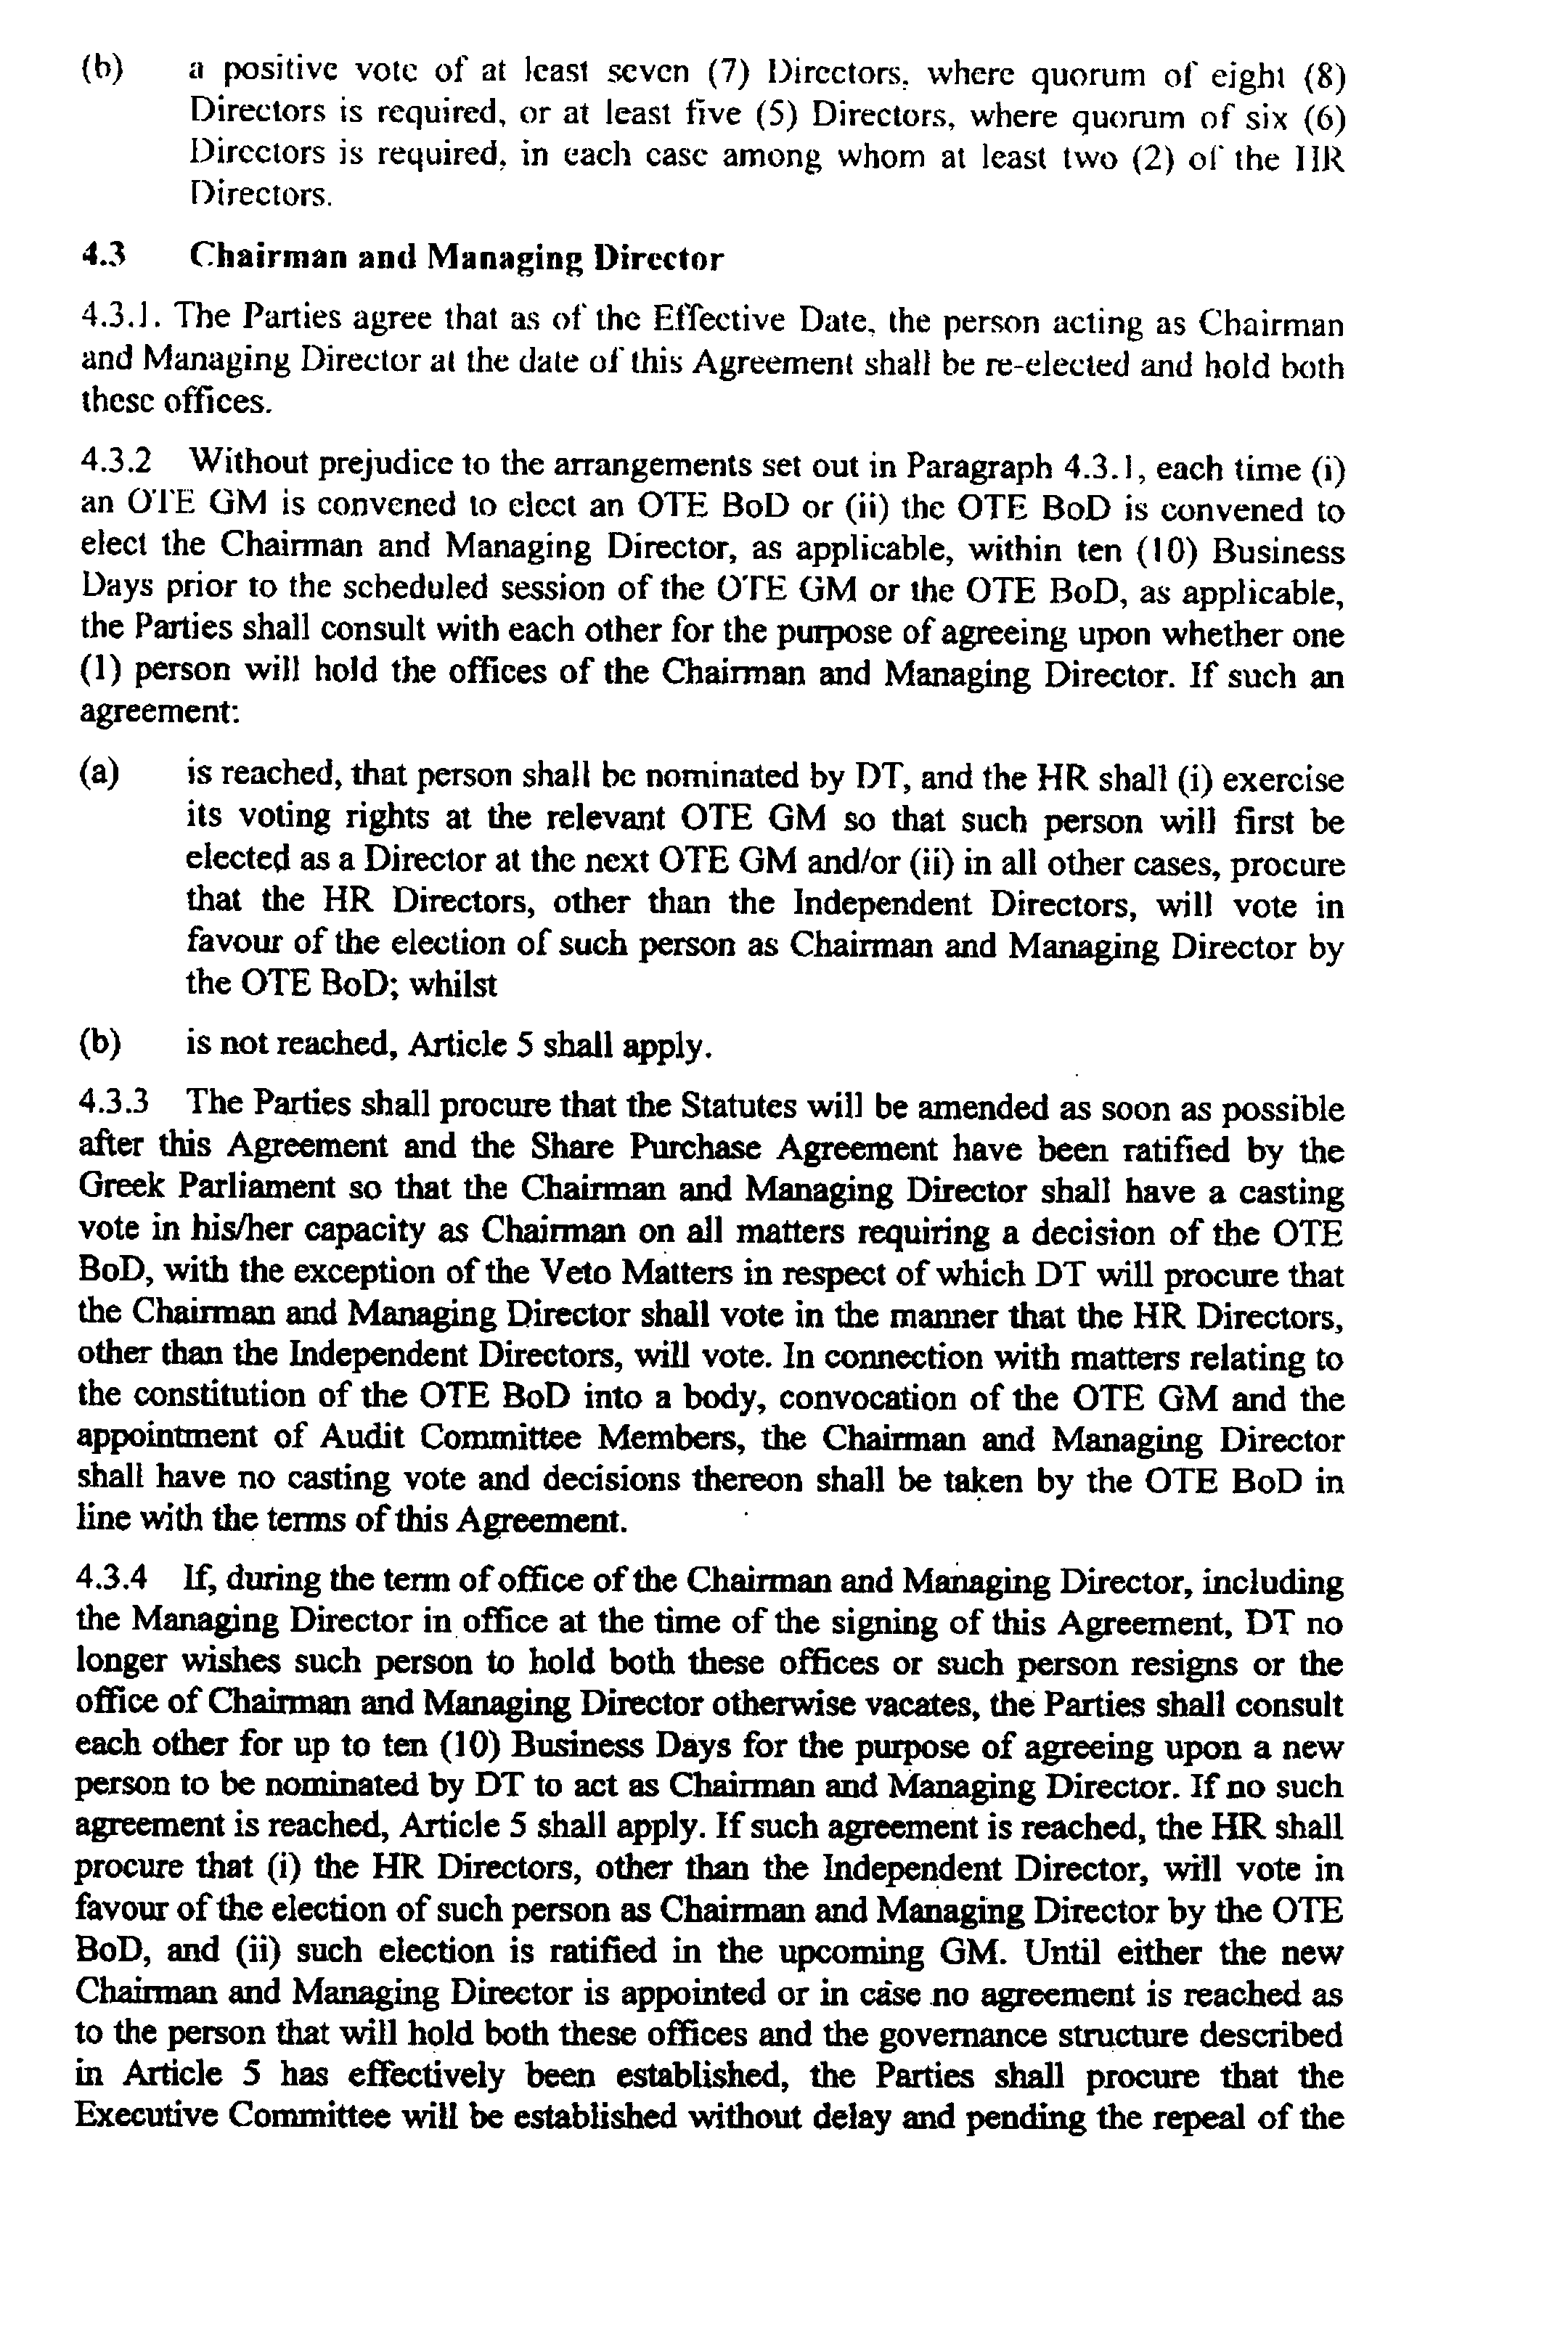 (b) a positive vote of at least seven (7) Directors, where quorum of eight (8)
Directors is required, or at least five (5) Directors, where quorum of six (6)
Directors is required, in each case among whom at least two (2) of the HR
Directors.
4.3 Chairman and Managing Director
4.3.1. The Parties agree that as of the Effective Date, the person acting as Chairman
and Managing Director at the date of this Agreement shall be re-elected and hold both
these offices.
4.3.2 Without prejudice to the arrangements set out in Paragraph 4.3.1, each time (i)
an OTE GM is convened to elect an OTE BoD or (ii) the OTE BoD is convened to
elect the Chairman and Managing Director, as applicable, within ten (10) Business
Days prior to the scheduled session of the OTE GM or the OTE BoD, as applicable,
the Parties shall consult with each other for the purpose of agreeing upon whether one
(1) person will hold the offices of the Chairman and Managing Director. If such an
agreement:
(a) is reached, that person shall be nominated by DT, and the HR shall (i) exercise
its voting rights at the relevant OTE GM so that such person will first be
elected as a Director at the next OTE GM and/or (ii) in all other cases, procure
that the HR Directors, other than the Independent Directors, will vote in
favour of the election of such person as Chairman and Managing Director by
the OTE BoD; whilst
(b) is not reached, Article 5 shall apply.
4.3.3 The Parties shall procure that the Statutes will be amended as soon as possible
after this Agreement and the Share Purchase Agreement have been ratified by the
Greek Parliament so that the Chairman and Managing Director shall have a casting
vote in his/her capacity as Chairman on all matters requiring a decision of the OTE
BoD, with the exception of the Veto Matters in respect of which DT will procure that
the Chairman and Managing Director shall vote in the manner that the HR Directors,
other than the Independent Directors, will vote. In connection with matters relating to
the constitution of the OTE BoD into a body, convocation of the OTE GM and the
appointment of Audit Committee Members, the Chairman and Managing Director
shall have no casting vote and decisions thereon shall be taken by the OTE BoD in
line with the terms of this Agreement.
4.3.4 If, during the term of office of the Chairman and Managing Director, including
the Managing Director in office at the time of the signing of this Agreement, DT no
longer wishes such person to hold both these offices or such person resigns or the
office of Chairman and Managing Director otherwise vacates, the Parties shall consult
each other for up to ten (10) Business Days for the purpose of agreeing upon a new
person to be nominated by DT to act as Chairman and Managing Director. If no such
agreement is reached, Article 5 shall apply. If such agreement is reached, the HR shall
procure that (i) the HR Directors, other than the Independent Director, will vote in
favour of the election of such person as Chairman and Managing Director by the OTE
BoD, and (ii) such election is ratified in the upcoming GM. Until either the new
Chairman and Managing Director is appointed or in case no agreement is reached as
to the person that will hold both these offices and the governance structure described
in Article 5 has effectively been established, the Parties shall procure that the
Executive Committee will be established without delay and pending the repeal of the